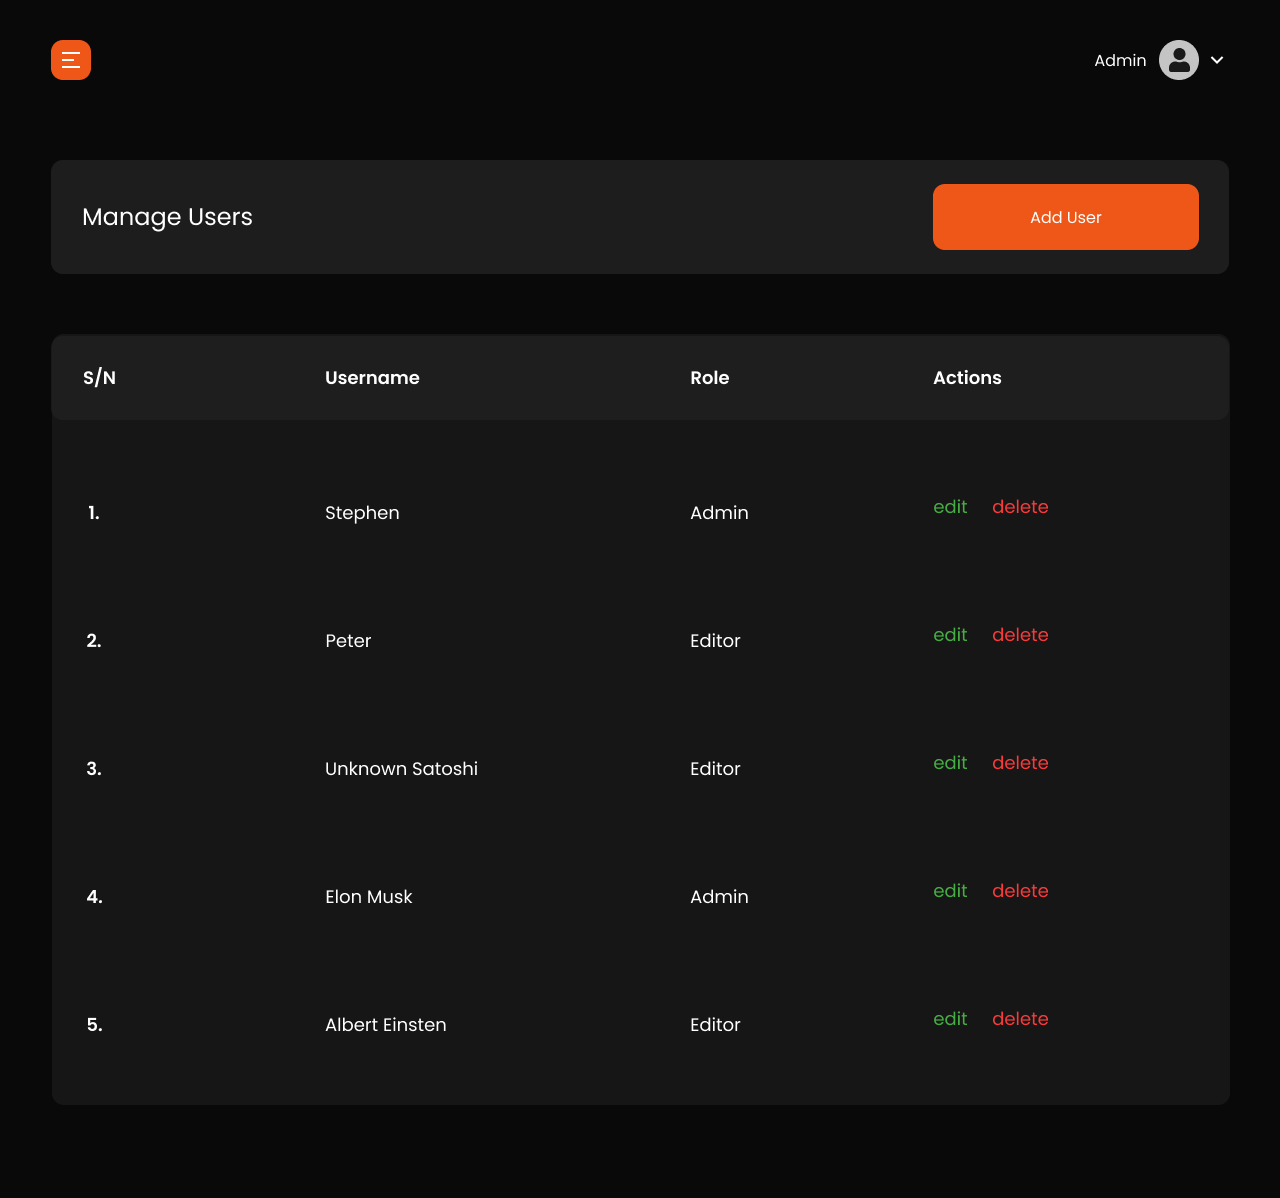 Admin
Manage Users
Add User
S/N Username Role Actions
1. Stephen Admin edit delete
2. Peter Editor edit delete
3. Unknown Satoshi Editor edit delete
4. Elon Musk Admin edit delete
5. Albert Einsten Editor edit delete